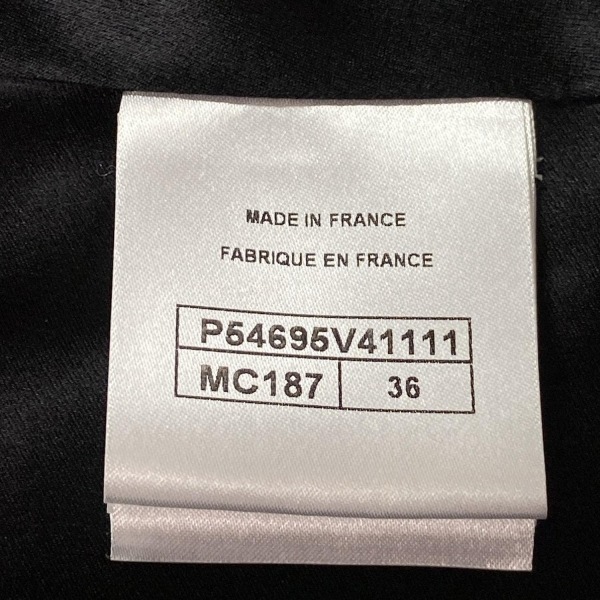 MADE IN FRANCE
FABRIQUE EN FRANCE
P54695V41111
MC187 36